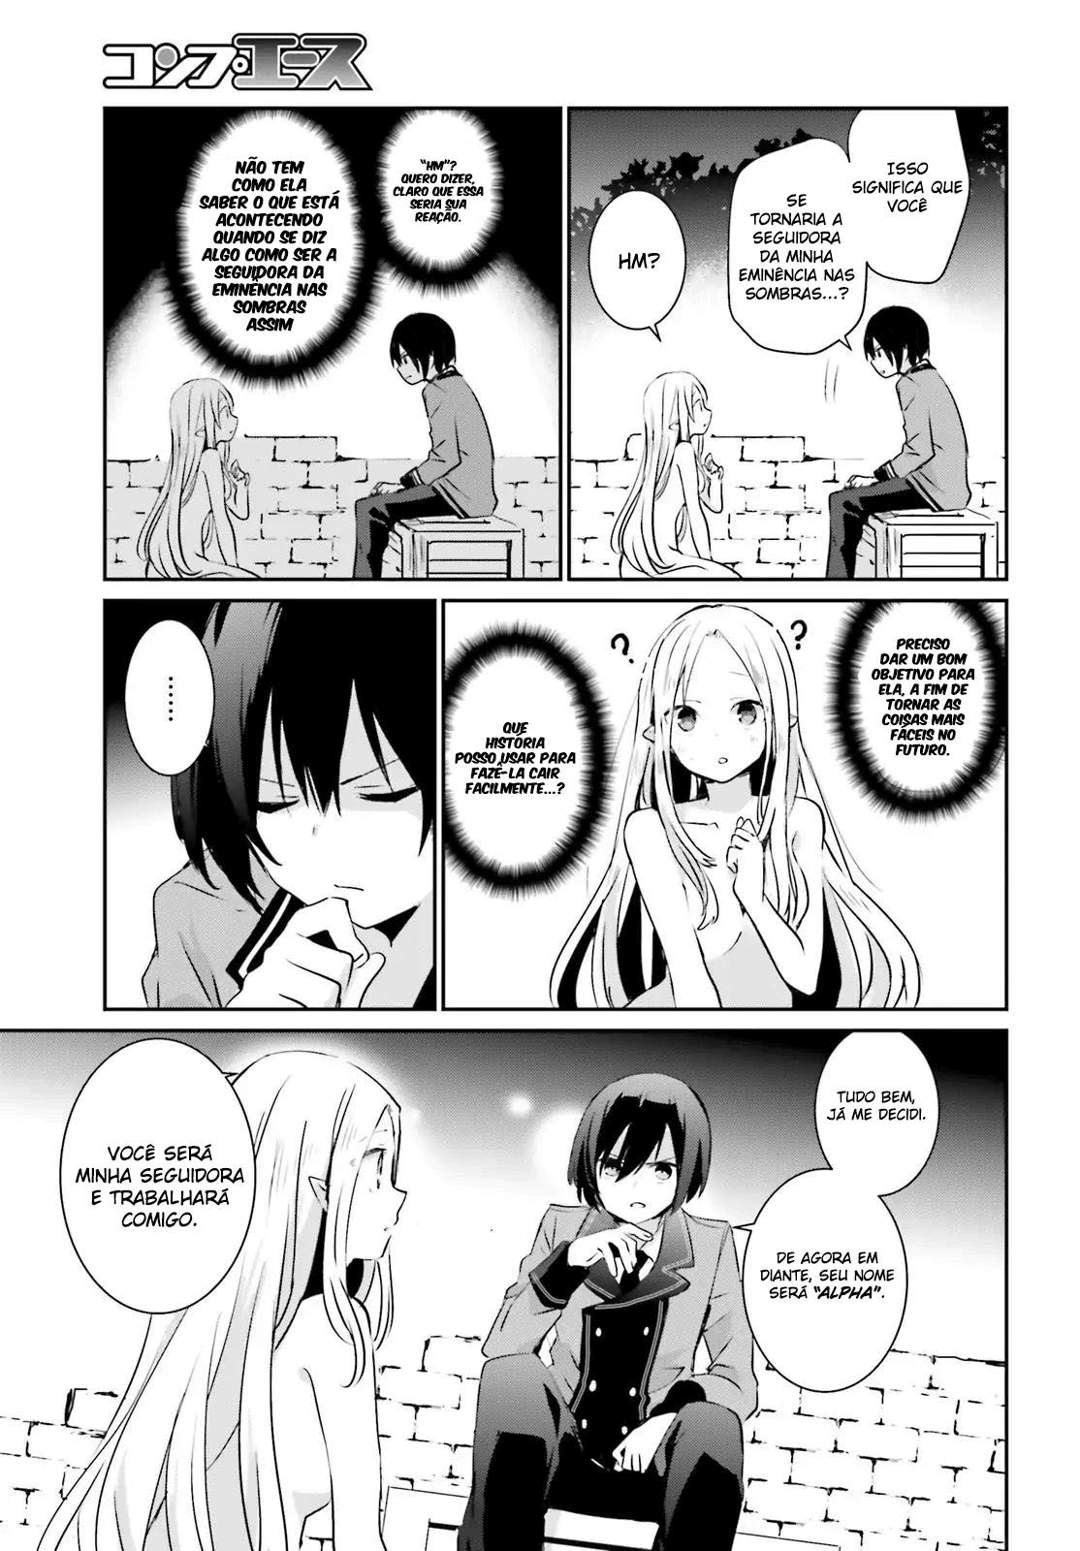 コンプ・エース
ISSO
SIGNIFICA QUE
VOCÊ
SE
TORNARIA A
SEGUIDORA
DA MINHA
EMINÊNCIA NAS
SOMBRAS...?
HM?
"HM"?
QUERO DIZER,
CLARO QUE ESSA
SERIA SUA
REAÇÃO.
NÃO TEM
COMO ELA
SABER O QUE ESTÁ
ACONTECENDO
QUANDO SE DIZ
ALGO COMO SER A
SEGUIDORA DA
EMINÊNCIA NAS
SOMBRAS
ASSIM
PRECISO
DAR UM BOM
OBJETIVO PARA
ELA, A FIM DE
TORNAR AS
COISAS MAIS
FÁCEIS NO
FUTURO.
? ?
QUE
HISTÓRIA
POSSO USAR PARA
FAZÊ-LA CAIR
FACILMENTE...?
......
TUDO BEM,
JÁ ME DECIDI.
DE AGORA EM
DIANTE, SEU NOME
SERÁ "ALPHA".
VOCÊ SERÁ
MINHA SEGUIDORA
E TRABALHARÁ
COMIGO.